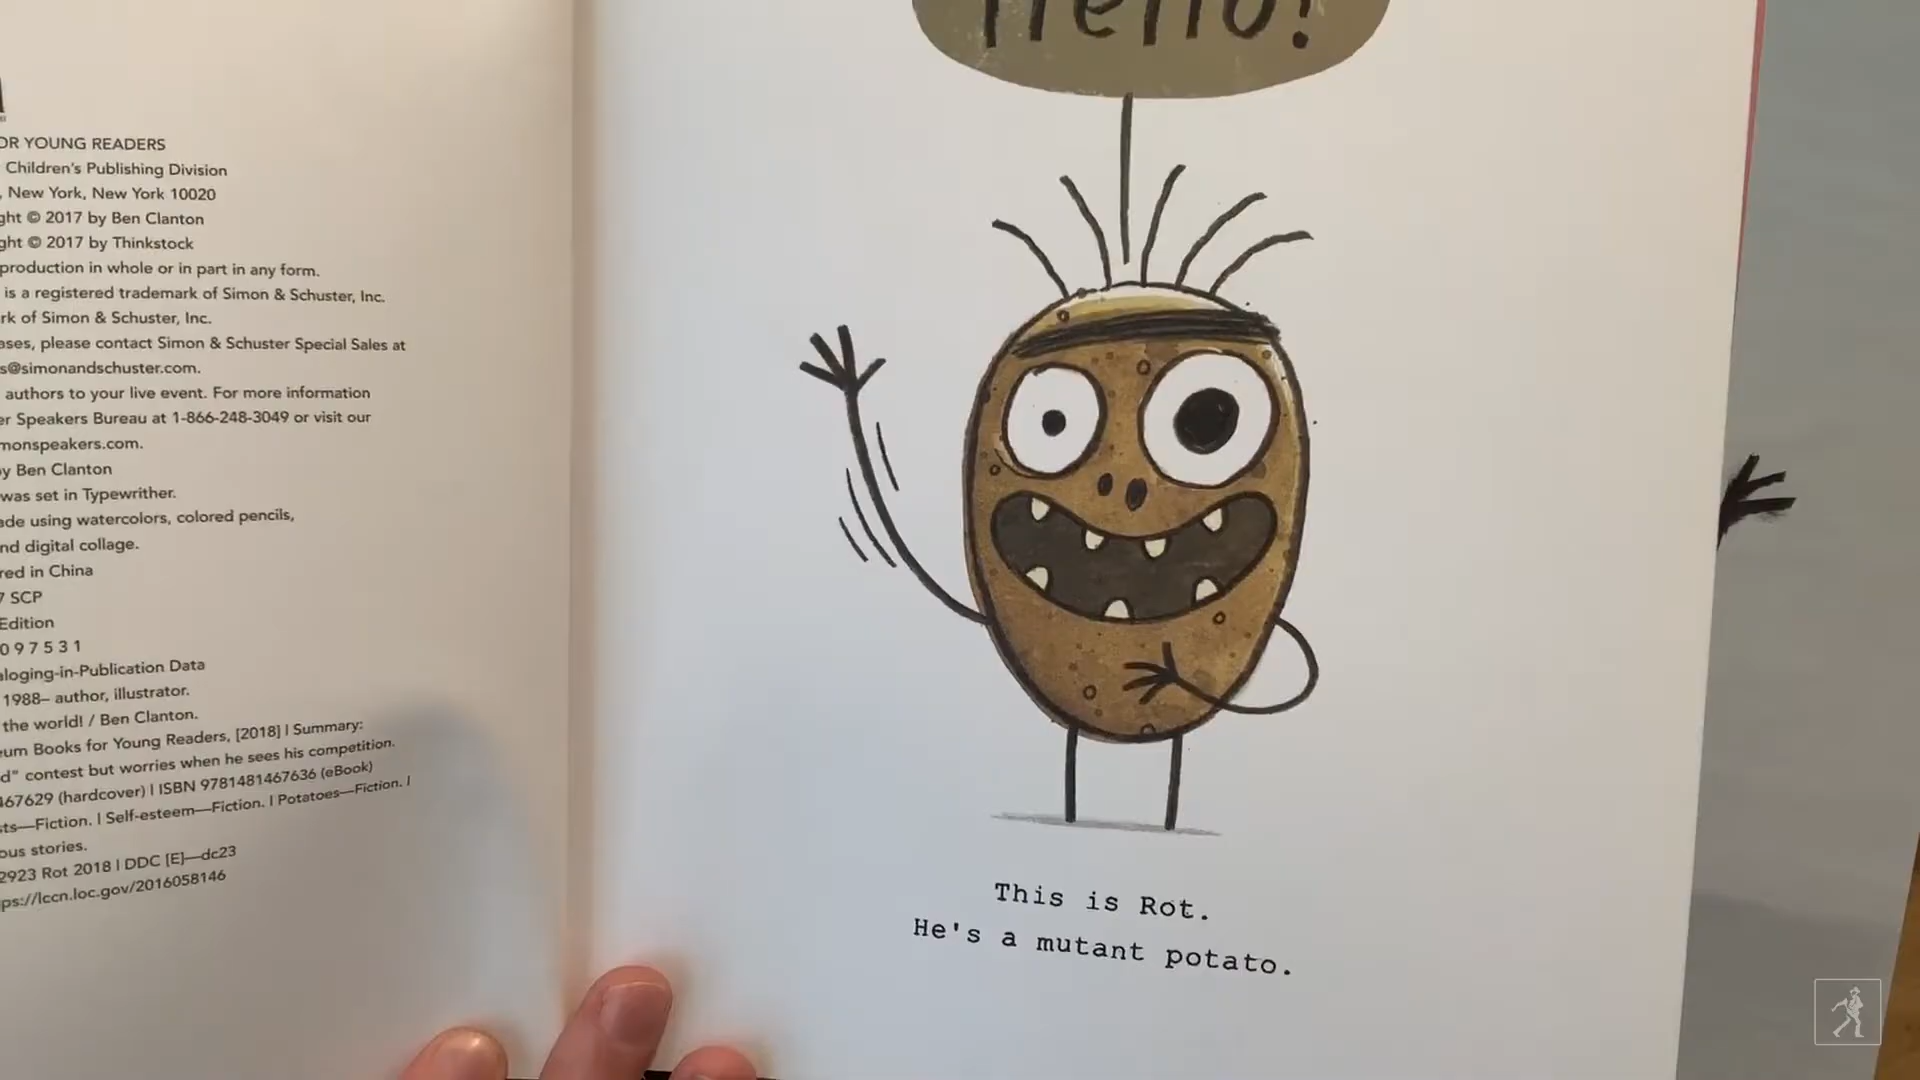 OR YOUNG READERS
Children's Publishing Division
, New York, New York 10020
ght © 2017 by Ben Clanton
ght © 2017 by Thinkstock
production in whole or in part in any form.
is a registered trademark of Simon & Schuster, Inc.
rk of Simon & Schuster, Inc.
ases, please contact Simon & Schuster Special Sales at
s@simonandschuster.com.
authors to your live event. For more information
er Speakers Bureau at 1-866-248-3049 or visit our
monspeakers.com.
by Ben Clanton
was set in Typewrither.
ade using watercolors, colored pencils,
nd digital collage.
red in China
7 SCP
Edition
0 9 7 5 3 1
aloging-in-Publication Data
1988– author, illustrator.
the world! / Ben Clanton.
eum Books for Young Readers, [2018] | Summary:
d" contest but worries when he sees his competition.
467629 (hardcover) | ISBN 9781481467636 (eBook)
sts—Fiction. | Self-esteem—Fiction. | Potatoes—Fiction. |
ous stories.
2923 Rot 2018 | DDC [E]—dc23
ps://lccn.loc.gov/2016058146
Hello!
This is Rot.
He's a mutant potato.